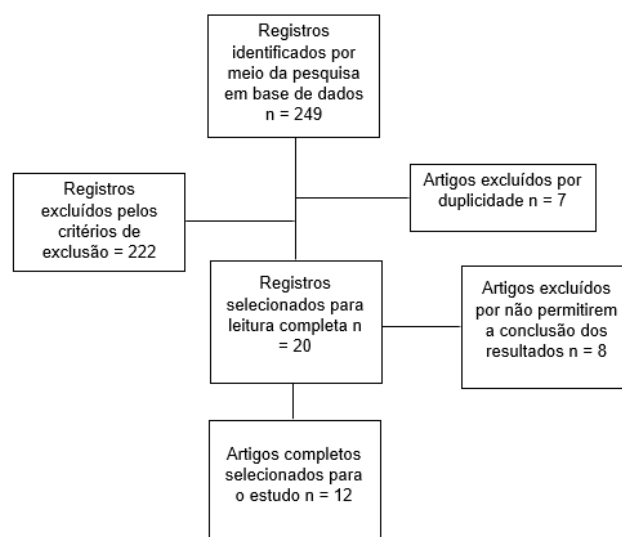 Registros
identificados por
meio da pesquisa
em base de dados
n = 249
Artigos excluídos por
duplicidade n = 7
Registros
excluídos pelos
critérios de
exclusão = 222
Registros
selecionados para
leitura completa n
= 20
Artigos excluídos
por não permitirem
a conclusão dos
resultados n = 8
Artigos completos
selecionados para
o estudo n = 12